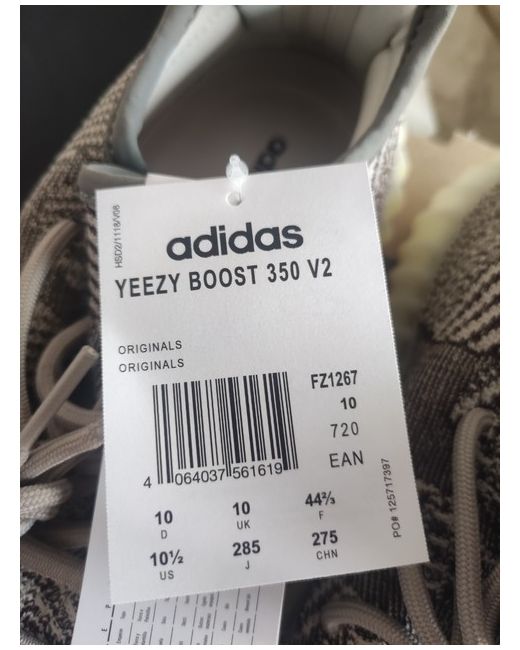 adidas
HSD2/1118/V08
adidas
YEEZY BOOST 350 V2
ORIGINALS
ORIGINALS
FZ1267
10
720
EAN
4 064037 561619
10 10 44⅔
D UK F
10½ 285 275
US J CHN
PO# 125717397